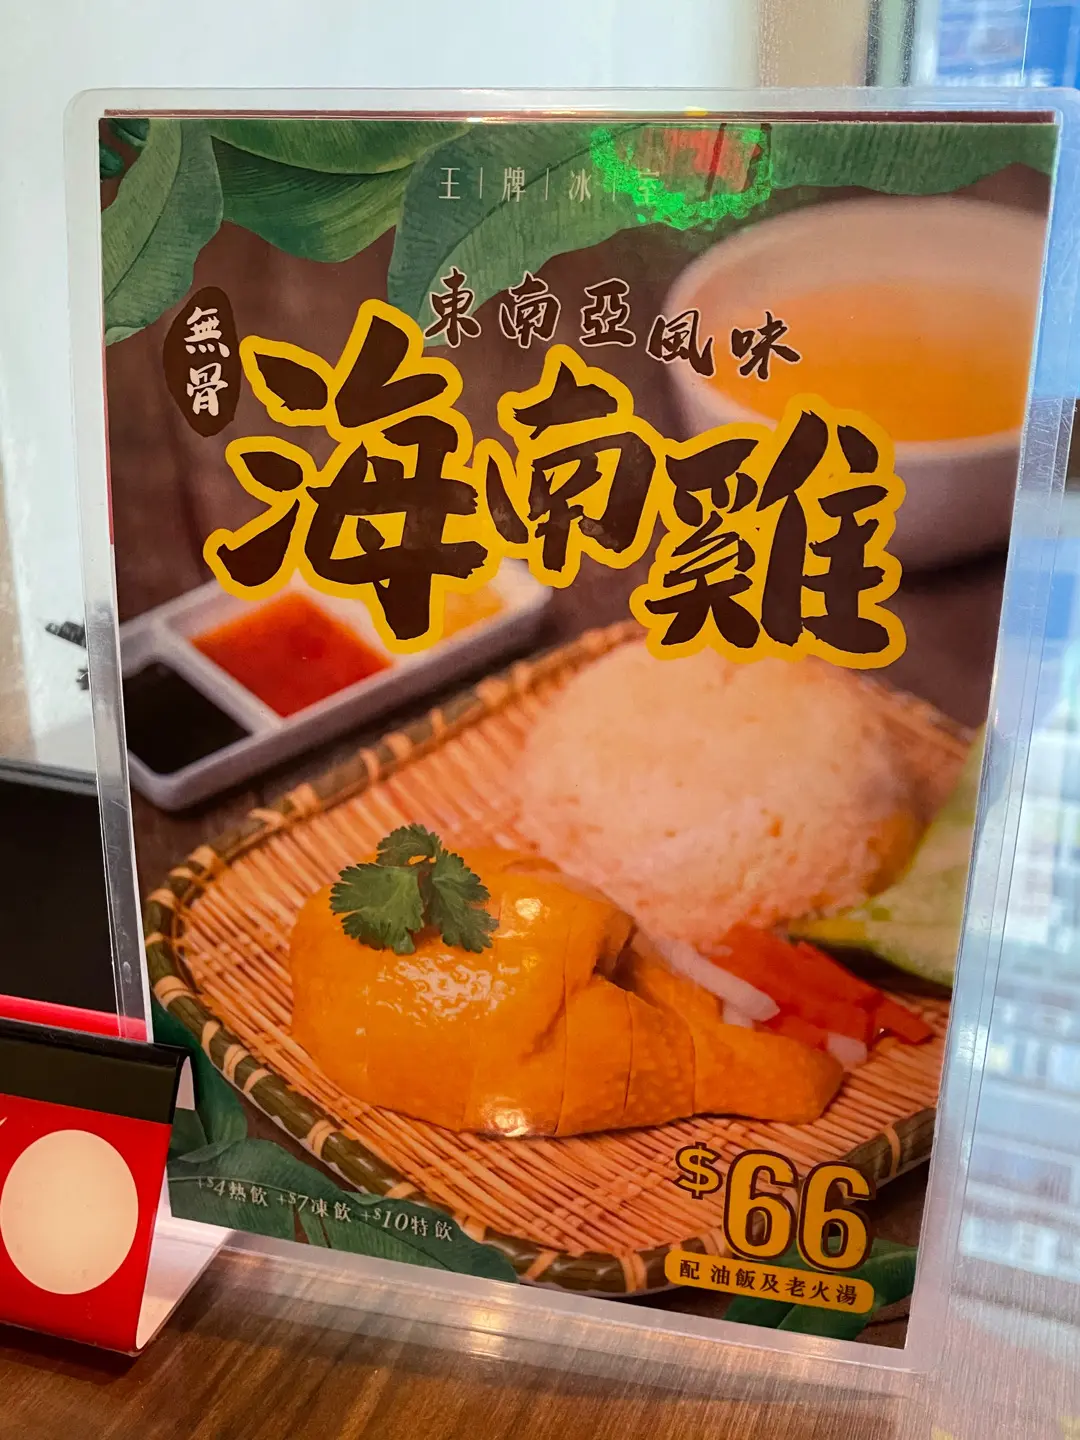 王|牌|冰|室
東南亞風味
無骨
海南雞
$66
配 油飯及老火湯
+$4熱飲 +$7凍飲 +$10特飲